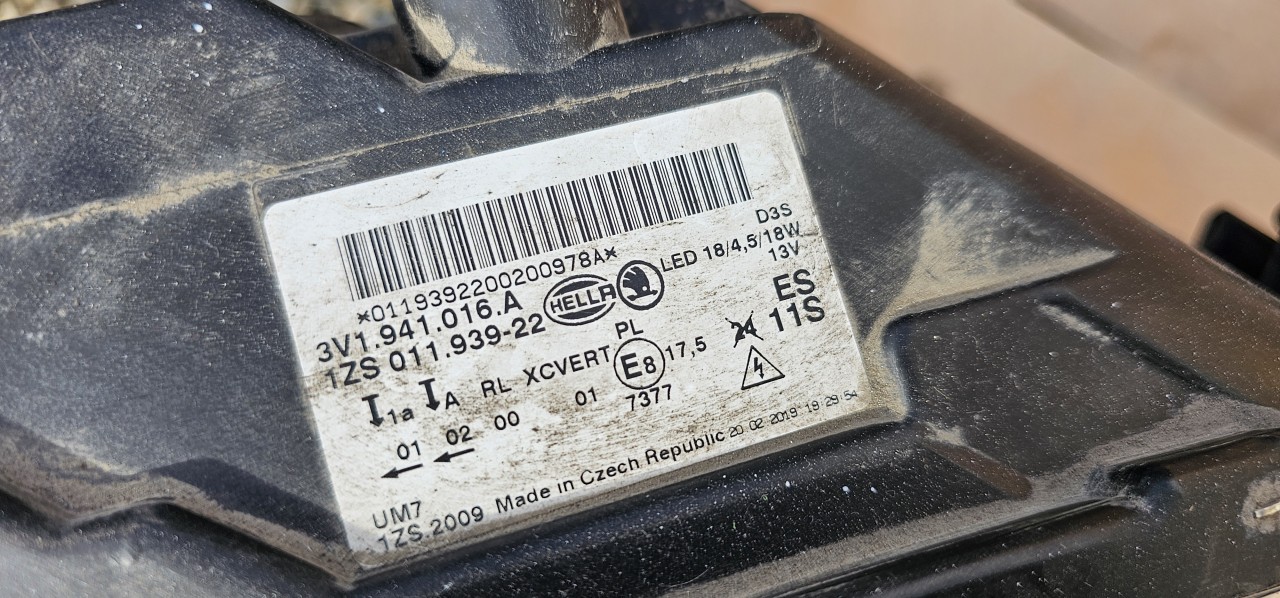 *0119392200200978A*
D3S
LED 18/4,5/18W
13V
3V1.941.016.A
HELLA
1ZS 011.939-22
ES
11S
1a A RL XCVERT PL
E8 17,5
24
01 02 00 01 7377
UM7
1ZS.2009 Made in Czech Republic 20 02 2019 19:29:54